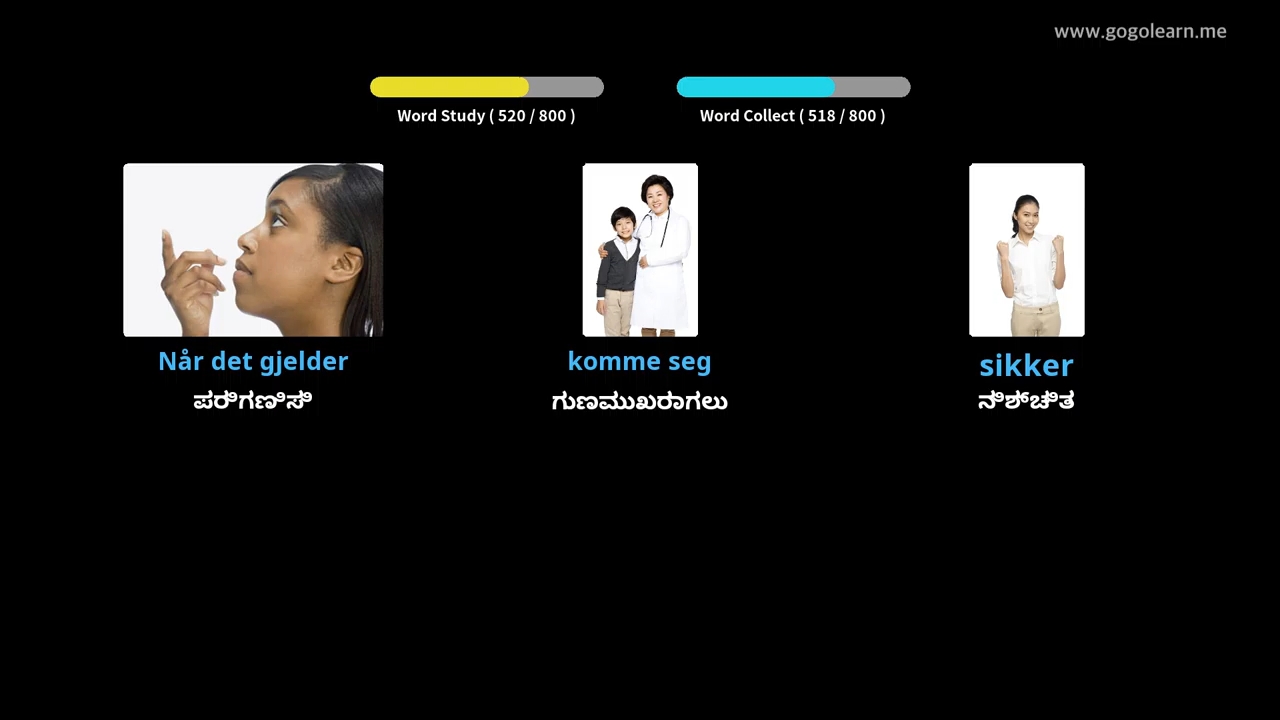 www.gogolearn.me
Word Study ( 520 / 800 )
Word Collect ( 518 / 800 )
Når det gjelder
komme seg
sikker
ಪರಿಗಣಿಸಿ
ಗುಣಮುಖರಾಗಲು
ನಿಶ್ಚಿತ